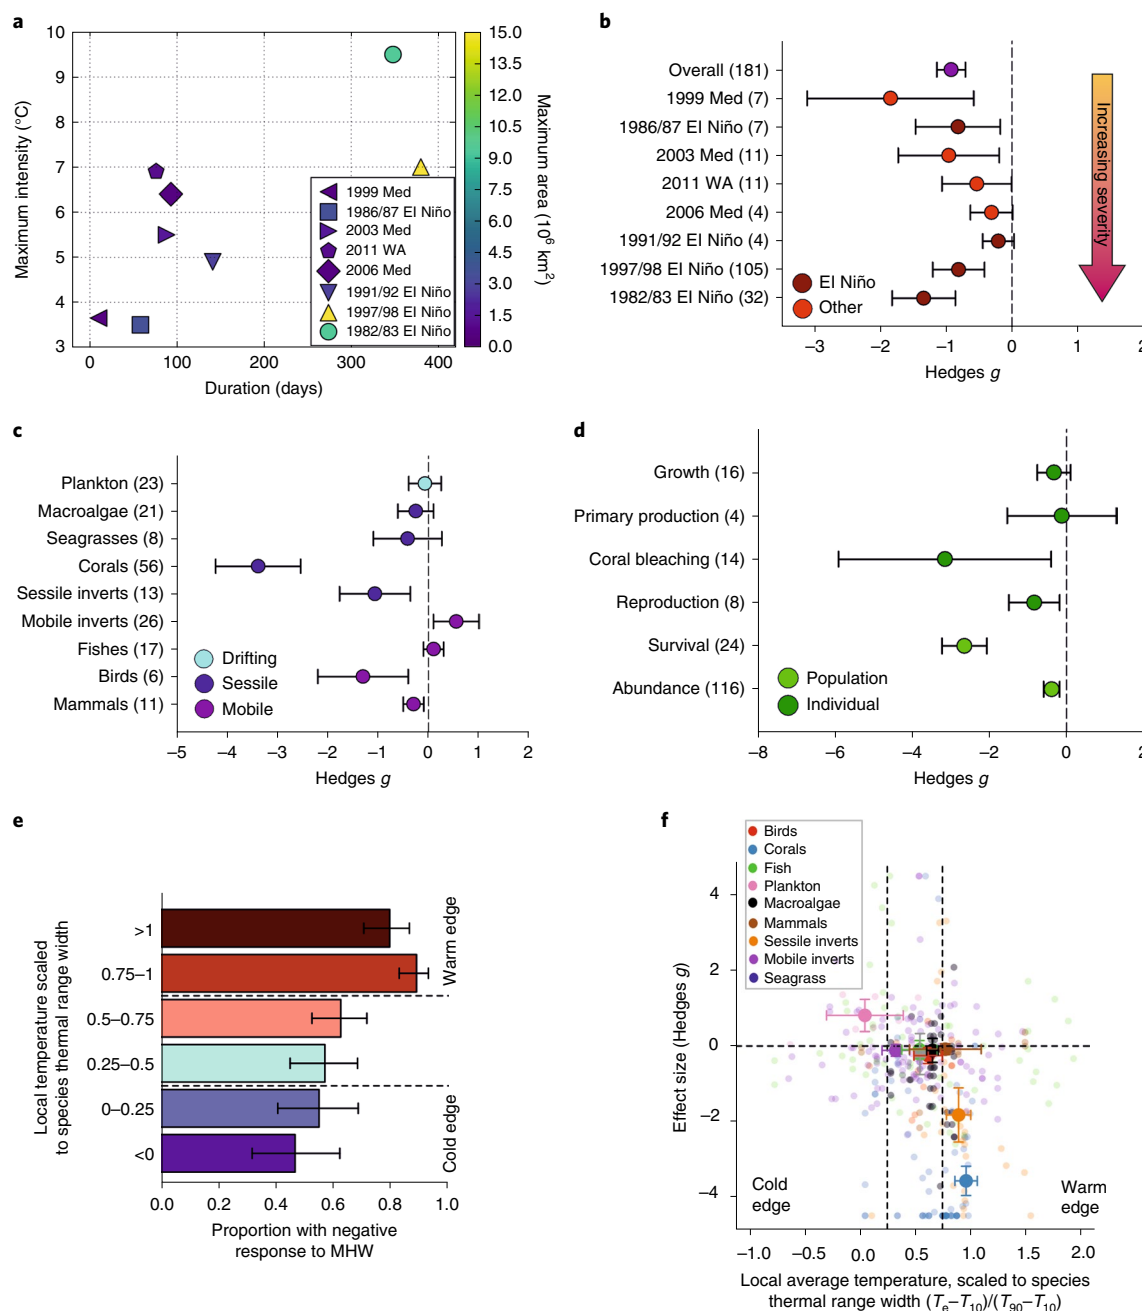 a
10
9
8
7
6
5
4
3
Maximum intensity (°C)
0
100
200
300
400
Duration (days)
1999 Med
1986/87 El Niño
2003 Med
2011 WA
2006 Med
1991/92 El Niño
1997/98 El Niño
1982/83 El Niño
15.0
13.5
12.0
10.5
9.0
7.5
6.0
4.5
3.0
1.5
0.0
Maximum area (10⁶ km²)
b
Overall (181)
1999 Med (7)
1986/87 El Niño (7)
2003 Med (11)
2011 WA (11)
2006 Med (4)
1991/92 El Niño (4)
1997/98 El Niño (105)
1982/83 El Niño (32)
El Niño
Other
Increasing severity
−3
−2
−1
0
1
2
Hedges g
c
Plankton (23)
Macroalgae (21)
Seagrasses (8)
Corals (56)
Sessile inverts (13)
Mobile inverts (26)
Fishes (17)
Birds (6)
Mammals (11)
Drifting
Sessile
Mobile
−5
−4
−3
−2
−1
0
1
2
Hedges g
d
Growth (16)
Primary production (4)
Coral bleaching (14)
Reproduction (8)
Survival (24)
Abundance (116)
Population
Individual
−8
−6
−4
−2
0
2
Hedges g
e
Local temperature scaled
to species thermal range width
>1
0.75–1
0.5–0.75
0.25–0.5
0–0.25
<0
Warm edge
Cold edge
0.0
0.2
0.4
0.6
0.8
1.0
Proportion with negative
response to MHW
f
Birds
Corals
Fish
Plankton
Macroalgae
Mammals
Sessile inverts
Mobile inverts
Seagrass
4
2
0
−2
−4
Effect size (Hedges g)
Cold
edge
Warm
edge
−1.0
−0.5
0.0
0.5
1.0
1.5
2.0
Local average temperature, scaled to species
thermal range width (Te–T10)/(T90–T10)